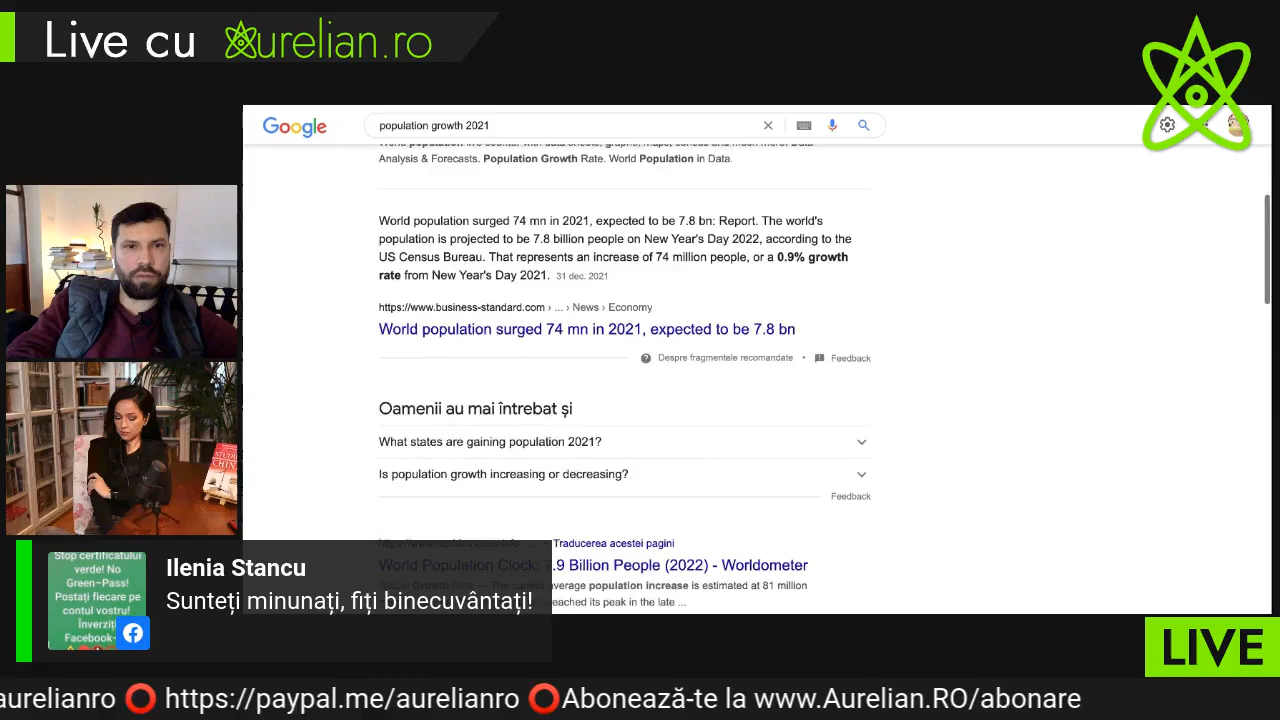 Live cu Aurelian.ro
Google
population growth 2021
Analysis & Forecasts. Population Growth Rate. World Population in Data.
World population surged 74 mn in 2021, expected to be 7.8 bn: Report. The world's
population is projected to be 7.8 billion people on New Year's Day 2022, according to the
US Census Bureau. That represents an increase of 74 million people, or a 0.9% growth
rate from New Year's Day 2021. 31 dec. 2021
https://www.business-standard.com › ... › News › Economy
World population surged 74 mn in 2021, expected to be 7.8 bn
Despre fragmentele recomandate • Feedback
Oamenii au mai întrebat și
What states are gaining population 2021?
Is population growth increasing or decreasing?
Feedback
Traducerea acestei pagini
World Population Clock: 7.9 Billion People (2022) - Worldometer
average population increase is estimated at 81 million
reached its peak in the late ...
STUDIUL
CHINA
Stop certificatului
verde! No
Green-Pass!
Postați fiecare pe
contul vostru!
Înverziți
Facebook-
Ilenia Stancu
Sunteți minunați, fiți binecuvântați!
LIVE
aurelianro ⭕ https://paypal.me/aurelianro ⭕Abonează-te la www.Aurelian.RO/abonare